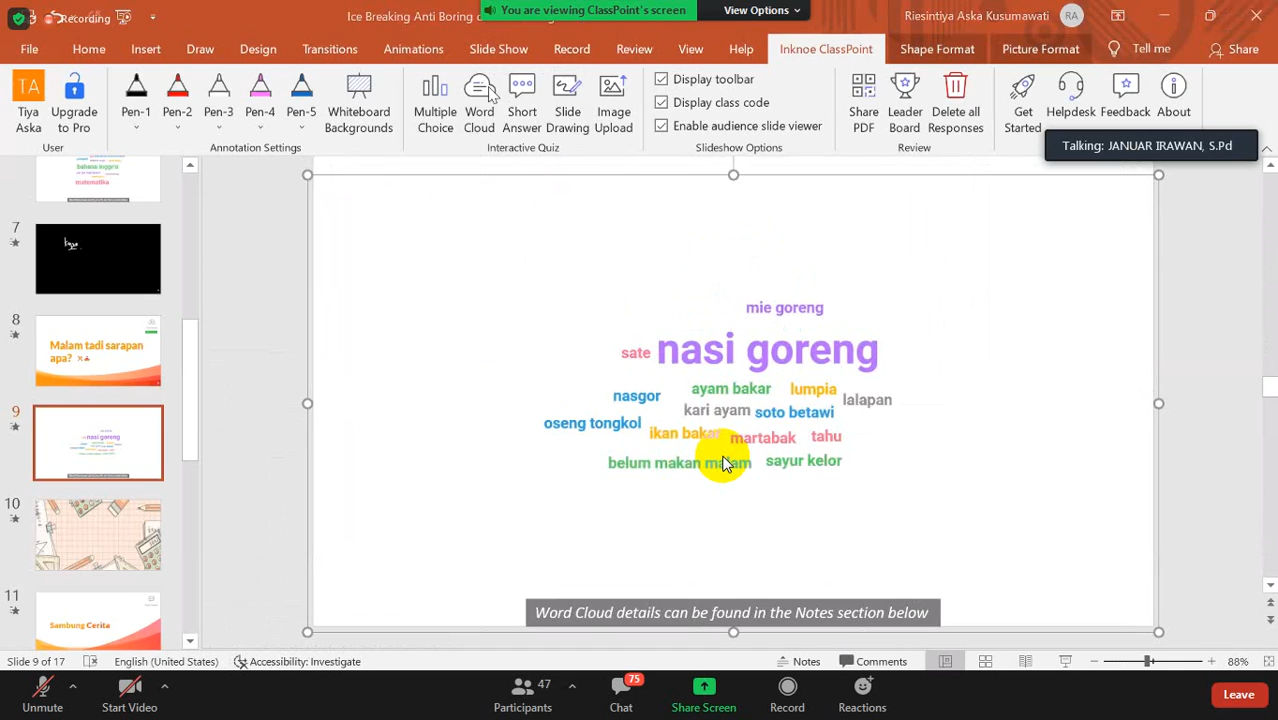 Recording
Ice Breaking Anti Boring
You are viewing ClassPoint's screen
View Options
Riesintiya Aska Kusumawati
RA
File Home Insert Draw Design Transitions Animations Slide Show Record Review View Help Inknoe ClassPoint Shape Format Picture Format Tell me Share
TA
Tiya Aska
Upgrade to Pro
User
Pen-1 Pen-2 Pen-3 Pen-4 Pen-5
Whiteboard Backgrounds
Annotation Settings
Multiple Choice
Word Cloud
Short Answer
Slide Drawing
Image Upload
Interactive Quiz
Display toolbar
Display class code
Enable audience slide viewer
Slideshow Options
Share PDF
Leader Board
Delete all Responses
Review
Get Started
Helpdesk
Feedback
About
Talking: JANUAR IRAWAN, S.Pd
bahasa inggris
matematika
7
8
Malam tadi sarapan
apa?
9
nasi goreng
10
11
Sambung Cerita
mie goreng
sate nasi goreng
nasgor ayam bakar lumpia lalapan
kari ayam soto betawi
oseng tongkol ikan bakar martabak tahu
belum makan malam sayur kelor
Word Cloud details can be found in the Notes section below
Slide 9 of 17 English (United States) Accessibility: Investigate Notes Comments 88%
Unmute
Start Video
47
Participants
75
Chat
Share Screen
Record
Reactions
Leave